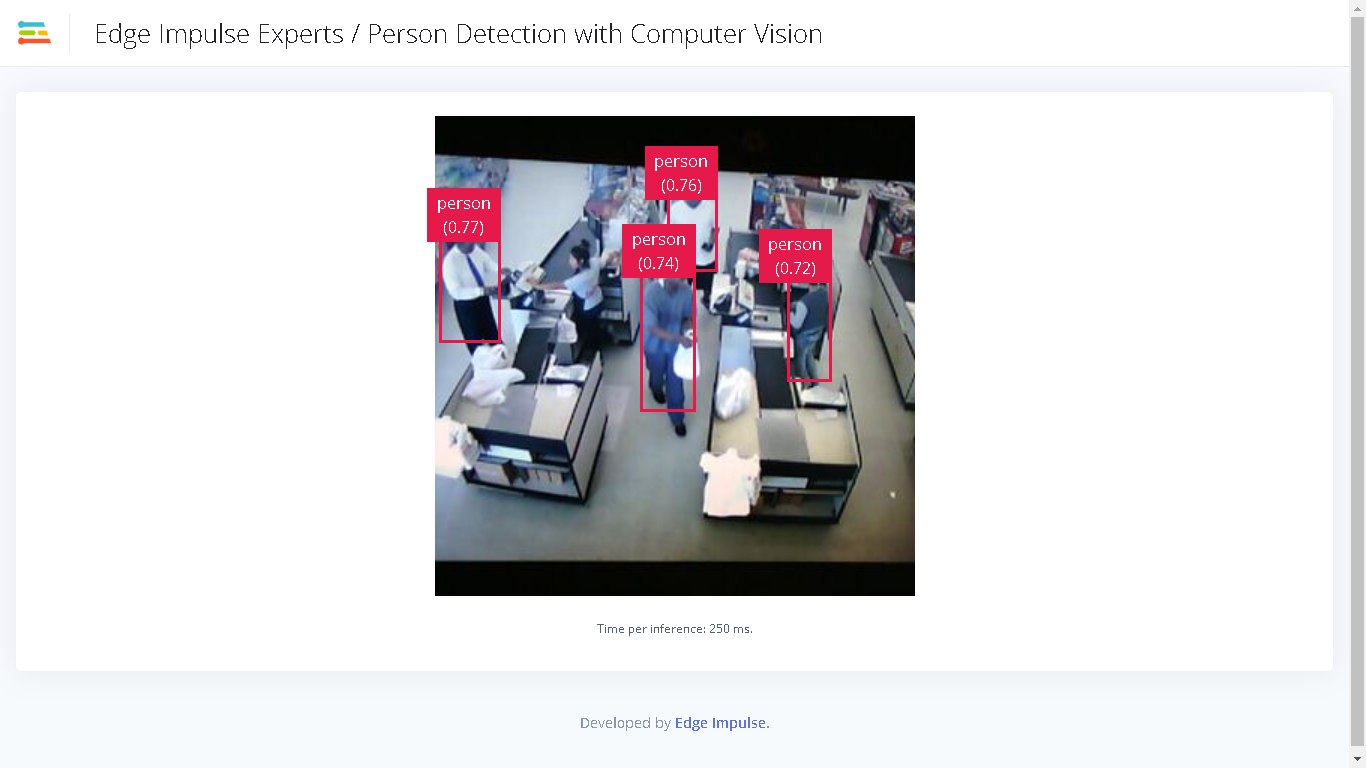 Edge Impulse Experts / Person Detection with Computer Vision
person
(0.76)
person
(0.77)
person
(0.74)
person
(0.72)
Time per inference: 250 ms.
Developed by Edge Impulse.